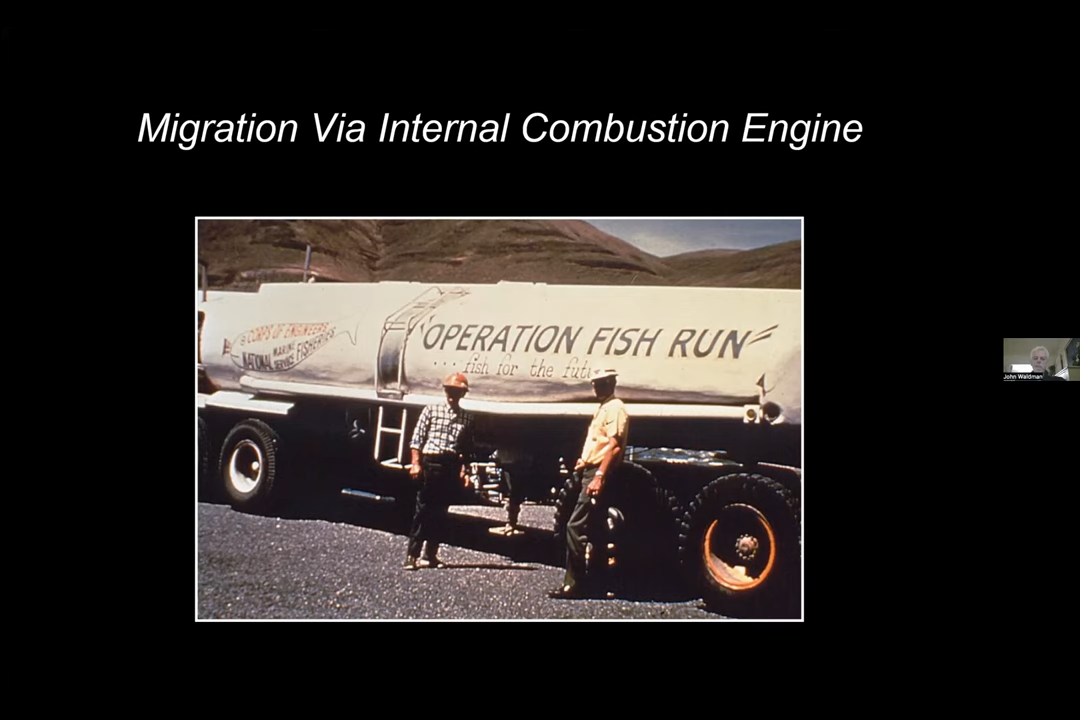 Migration Via Internal Combustion Engine
CORPS OF ENGINEERS
NATIONAL MARINE SERVICE FISHERIES
"OPERATION FISH RUN"
... fish for the
John Waldman